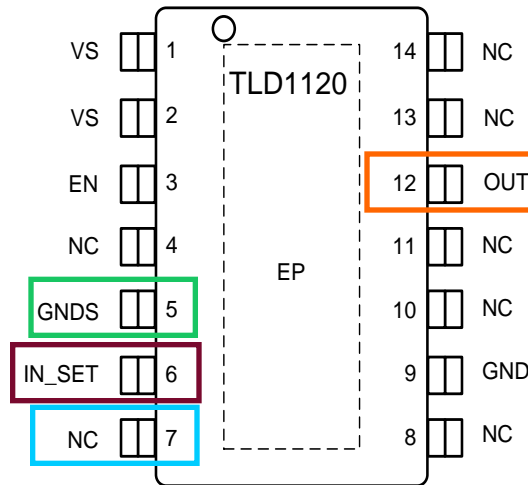 TLD1120
VS 1 14 NC
VS 2 13 NC
EN 3 12 OUT
NC 4 11 NC
EP
GNDS 5 10 NC
IN_SET 6 9 GND
NC 7 8 NC